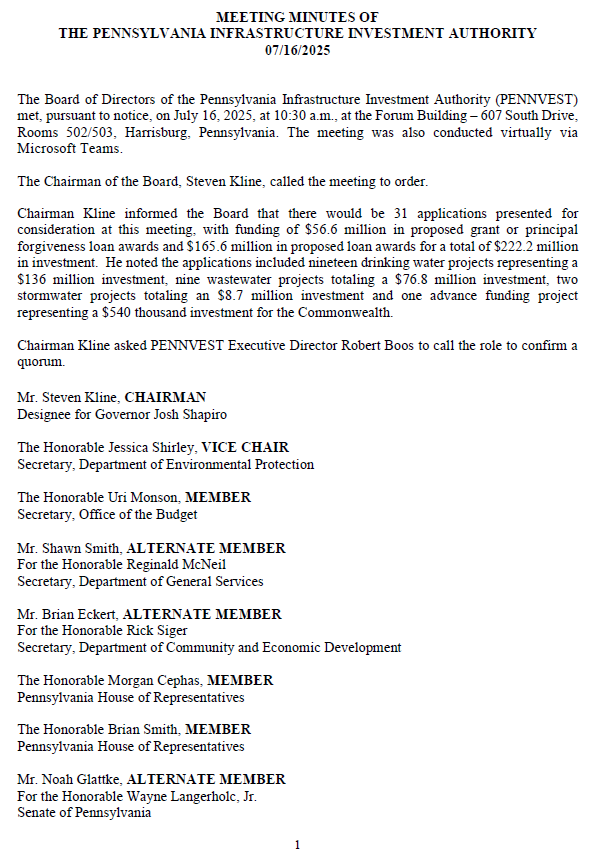 MEETING MINUTES OF
THE PENNSYLVANIA INFRASTRUCTURE INVESTMENT AUTHORITY
07/16/2025
The Board of Directors of the Pennsylvania Infrastructure Investment Authority (PENNVEST)
met, pursuant to notice, on July 16, 2025, at 10:30 a.m., at the Forum Building – 607 South Drive,
Rooms 502/503, Harrisburg, Pennsylvania. The meeting was also conducted virtually via
Microsoft Teams.
The Chairman of the Board, Steven Kline, called the meeting to order.
Chairman Kline informed the Board that there would be 31 applications presented for
consideration at this meeting, with funding of $56.6 million in proposed grant or principal
forgiveness loan awards and $165.6 million in proposed loan awards for a total of $222.2 million
in investment. He noted the applications included nineteen drinking water projects representing a
$136 million investment, nine wastewater projects totaling a $76.8 million investment, two
stormwater projects totaling an $8.7 million investment and one advance funding project
representing a $540 thousand investment for the Commonwealth.
Chairman Kline asked PENNVEST Executive Director Robert Boos to call the role to confirm a
quorum.
Mr. Steven Kline, CHAIRMAN
Designee for Governor Josh Shapiro
The Honorable Jessica Shirley, VICE CHAIR
Secretary, Department of Environmental Protection
The Honorable Uri Monson, MEMBER
Secretary, Office of the Budget
Mr. Shawn Smith, ALTERNATE MEMBER
For the Honorable Reginald McNeil
Secretary, Department of General Services
Mr. Brian Eckert, ALTERNATE MEMBER
For the Honorable Rick Siger
Secretary, Department of Community and Economic Development
The Honorable Morgan Cephas, MEMBER
Pennsylvania House of Representatives
The Honorable Brian Smith, MEMBER
Pennsylvania House of Representatives
Mr. Noah Glattke, ALTERNATE MEMBER
For the Honorable Wayne Langerholc, Jr.
Senate of Pennsylvania
1